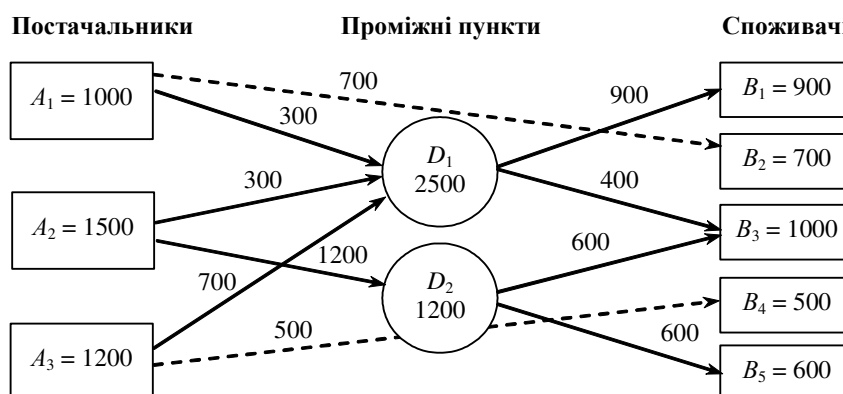 Постачальники Проміжні пункти Споживач
A₁ = 1000
A₂ = 1500
A₃ = 1200
700
300
300
1200
700
500
D₁
2500
D₂
1200
900
400
600
600
B₁ = 900
B₂ = 700
B₃ = 1000
B₄ = 500
B₅ = 600